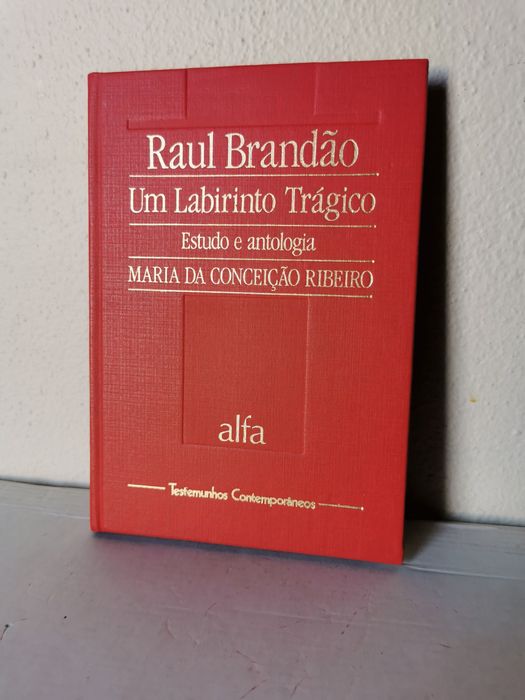 Raul Brandão
Um Labirinto Trágico
Estudo e antologia
MARIA DA CONCEIÇÃO RIBEIRO
alfa
Testemunhos Contemporâneos